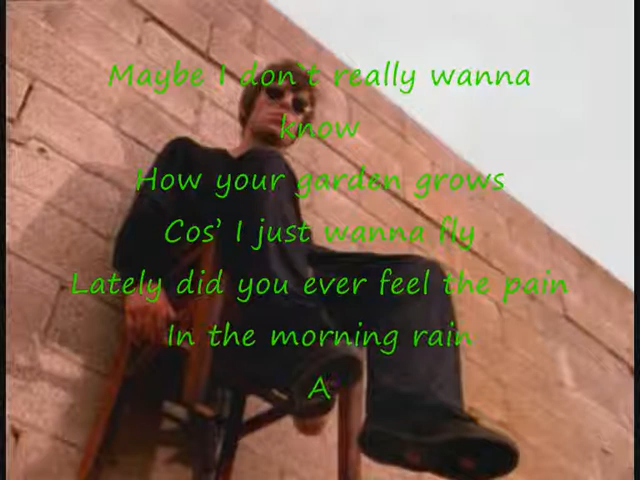 Maybe I don't really wanna
know
How your garden grows
Cos' I just wanna fly
Lately did you ever feel the pain
In the morning rain
A